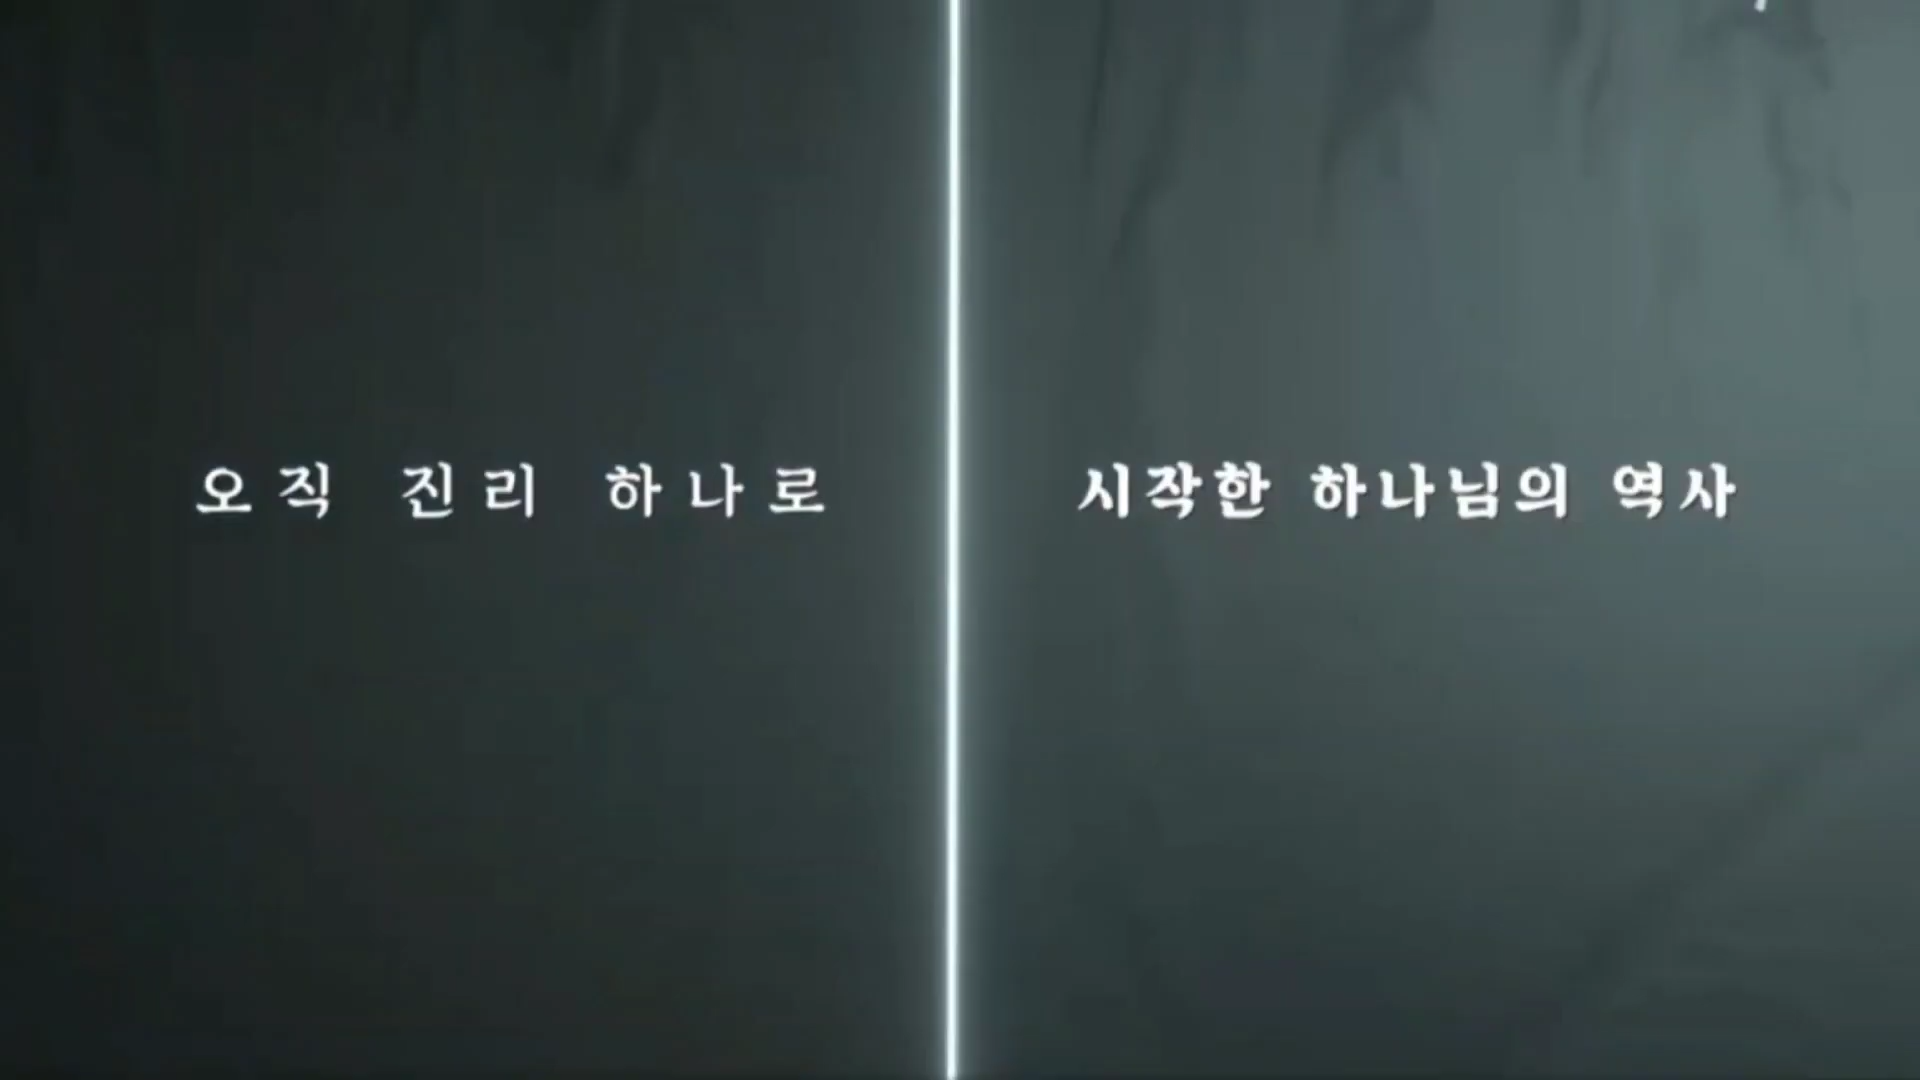 오직 진리 하나로
시작한 하나님의 역사